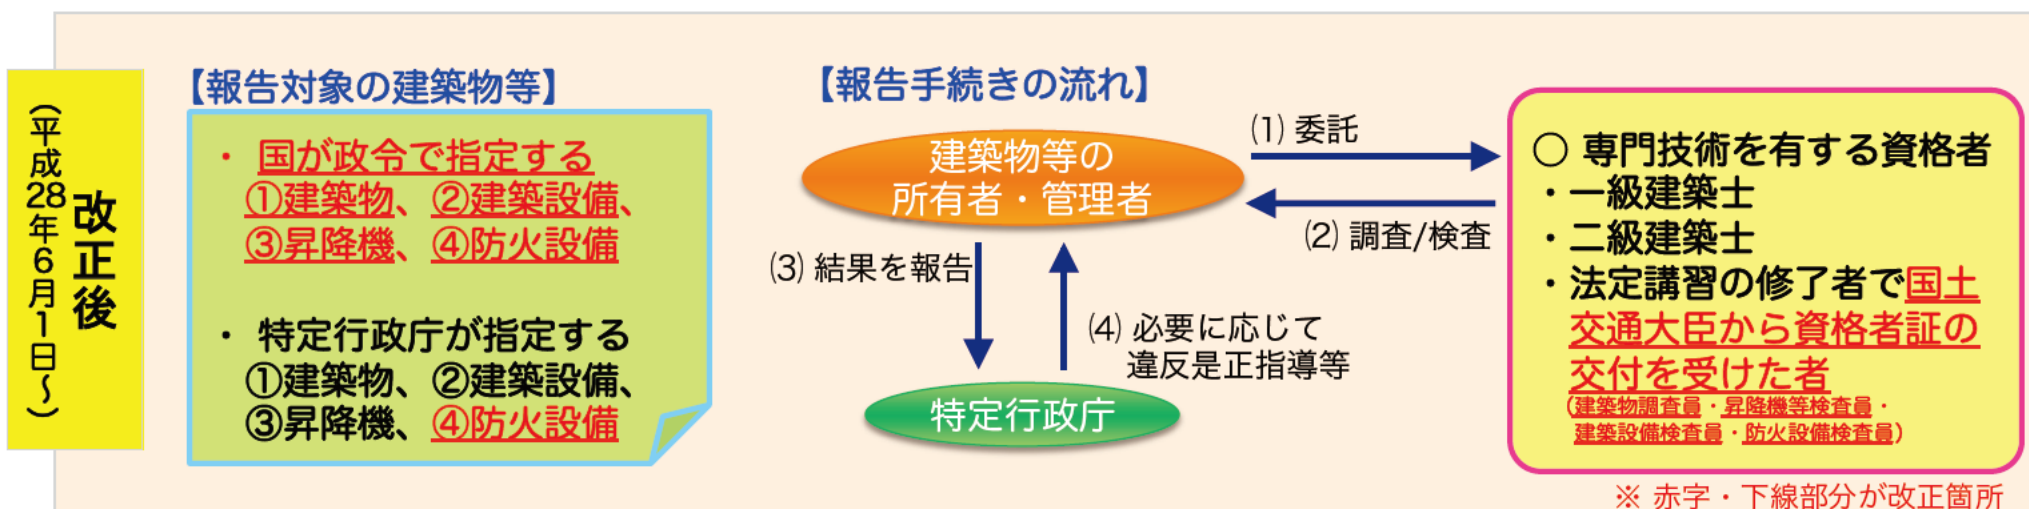 改正後
（平成28年6月1日～）
【報告対象の建築物等】
・ 国が政令で指定する
①建築物、②建築設備、
③昇降機、④防火設備
・ 特定行政庁が指定する
①建築物、②建築設備、
③昇降機、④防火設備
【報告手続きの流れ】
建築物等の
所有者・管理者
(1) 委託
(2) 調査/検査
(3) 結果を報告
(4) 必要に応じて
違反是正指導等
特定行政庁
○ 専門技術を有する資格者
・一級建築士
・二級建築士
・法定講習の修了者で国土
交通大臣から資格者証の
交付を受けた者
（建築物調査員・昇降機等検査員・
建築設備検査員・防火設備検査員）
※ 赤字・下線部分が改正箇所